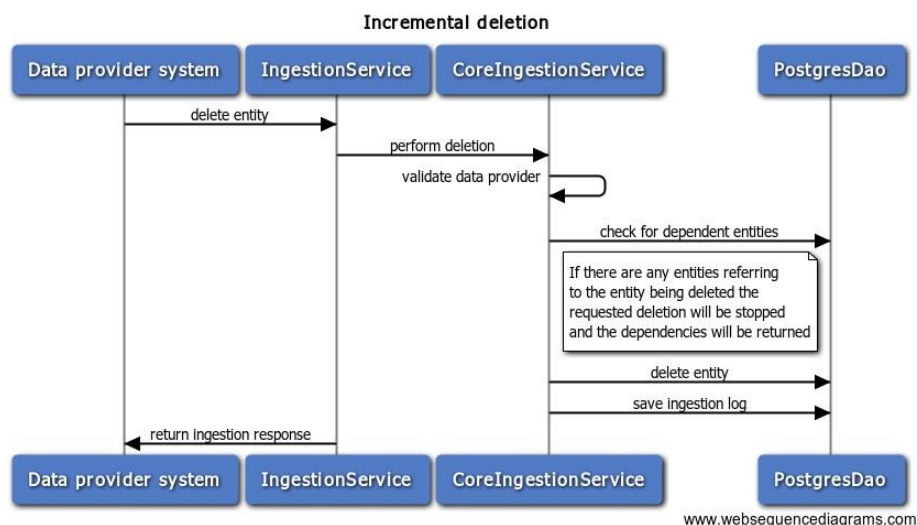 Incremental deletion
Data provider system
IngestionService
CoreIngestionService
PostgresDao
delete entity
perform deletion
validate data provider
check for dependent entities
If there are any entities referring
to the entity being deleted the
requested deletion will be stopped
and the dependencies will be returned
delete entity
save ingestion log
return ingestion response
Data provider system
IngestionService
CoreIngestionService
PostgresDao
www.websequencediagrams.com